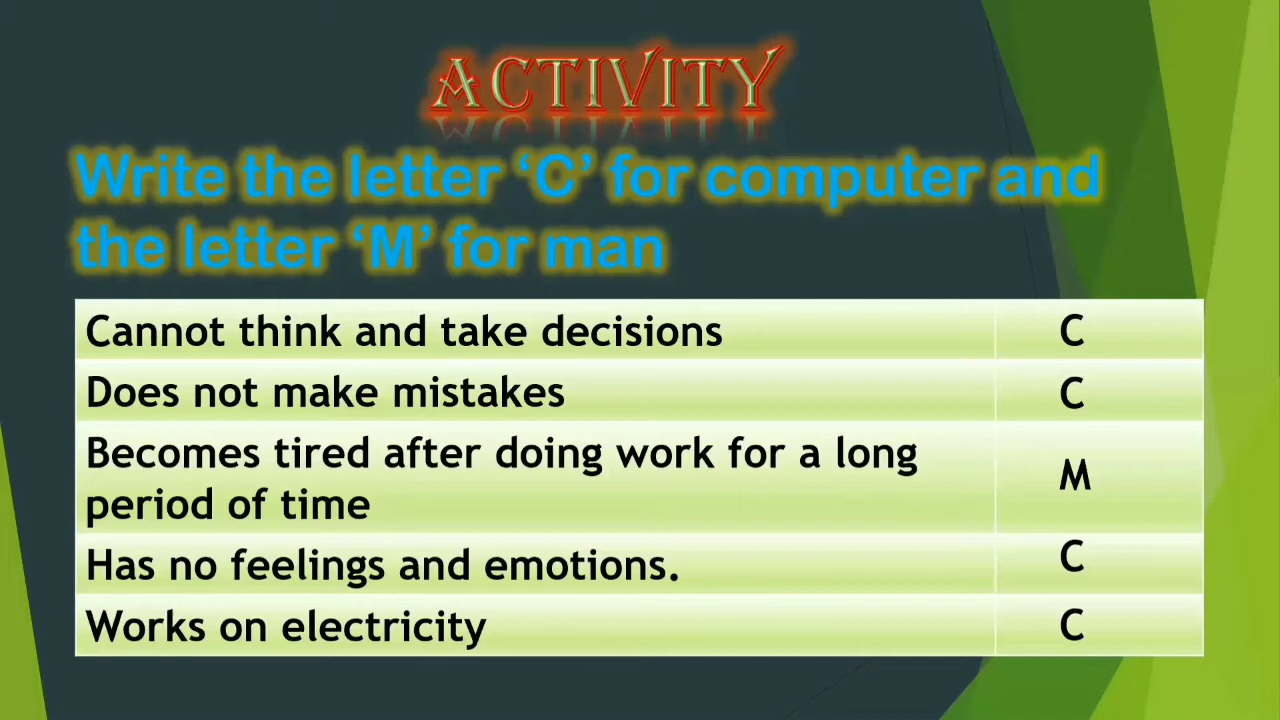 ACTIVITY
Write the letter ‘C’ for computer and
the letter ‘M’ for man
Cannot think and take decisions C
Does not make mistakes C
Becomes tired after doing work for a long
period of time M
Has no feelings and emotions. C
Works on electricity C